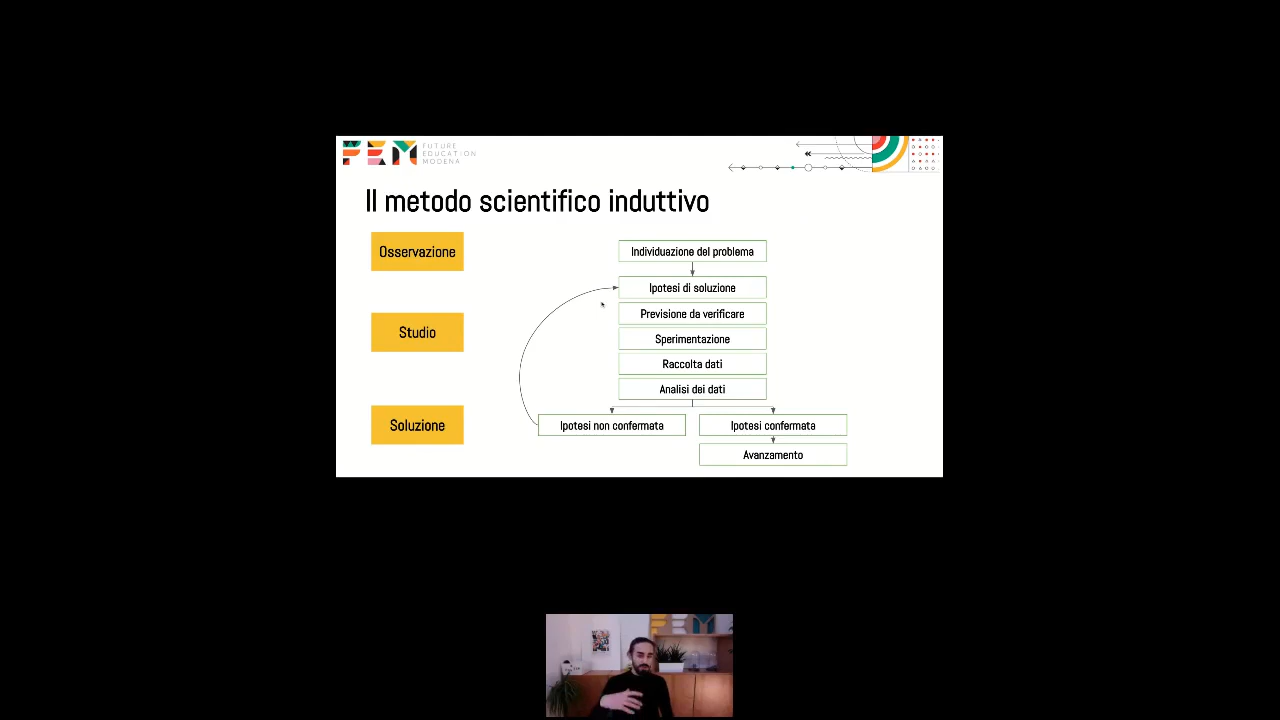 FEM
FUTURE
EDUCATION
MODENA
Il metodo scientifico induttivo
Osservazione
Studio
Soluzione
Individuazione del problema
Ipotesi di soluzione
Previsione da verificare
Sperimentazione
Raccolta dati
Analisi dei dati
Ipotesi non confermata
Ipotesi confermata
Avanzamento